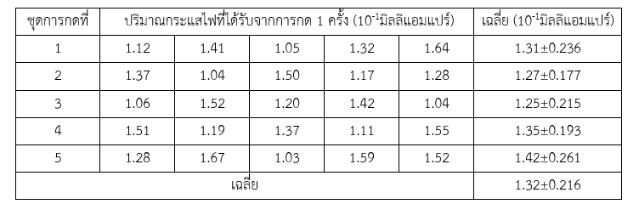 ชุดการกดที่ ปริมาณกระแสไฟที่ได้รับจากการกด 1 ครั้ง (10⁻¹มิลลิแอมแปร์) เฉลี่ย (10⁻¹มิลลิแอมแปร์)
1 1.12 1.41 1.05 1.32 1.64 1.31±0.236
2 1.37 1.04 1.50 1.17 1.28 1.27±0.177
3 1.06 1.52 1.20 1.42 1.04 1.25±0.215
4 1.51 1.19 1.37 1.11 1.55 1.35±0.193
5 1.28 1.67 1.03 1.59 1.52 1.42±0.261
เฉลี่ย 1.32±0.216